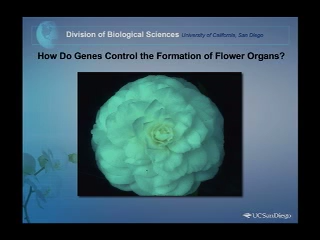 Division of Biological Sciences University of California, San Diego
How Do Genes Control the Formation of Flower Organs?
UCSanDiego